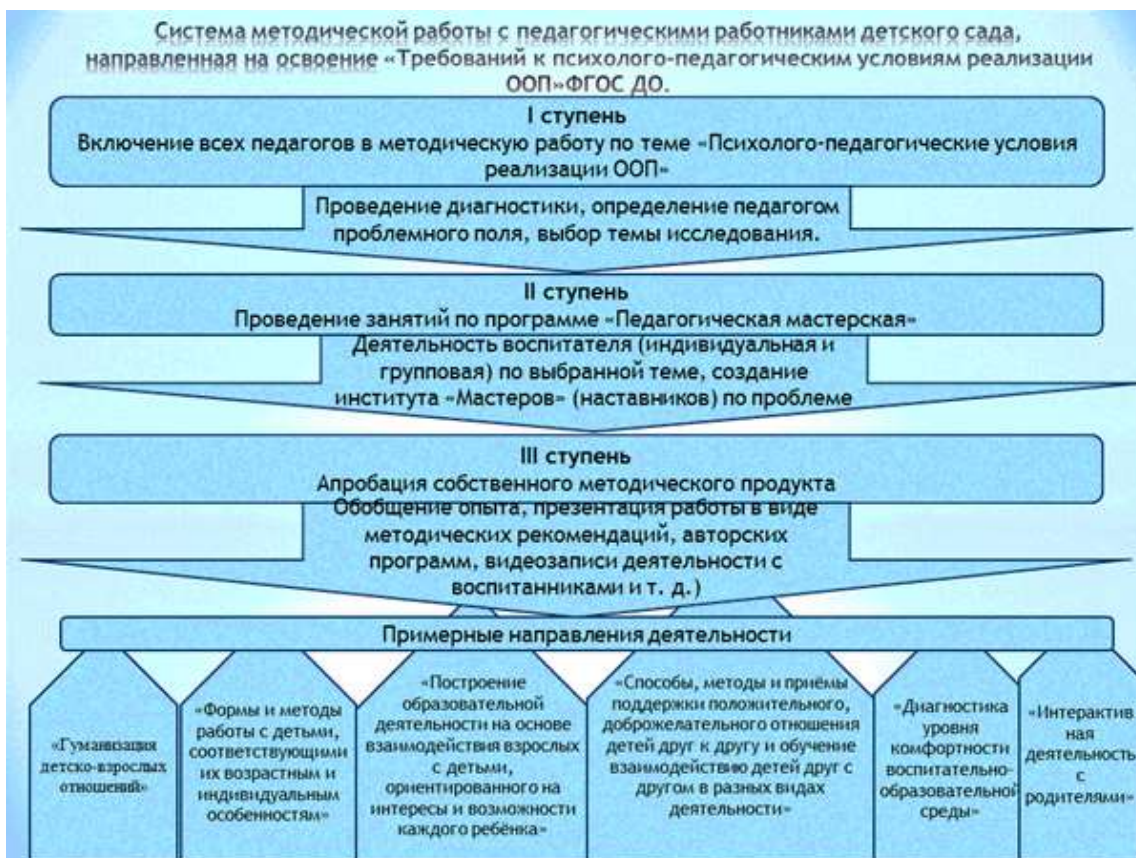 Система методической работы с педагогическими работниками детского сада,
направленная на освоение «Требований к психолого-педагогическим условиям реализации
ООП»ФГОС ДО.
I ступень
Включение всех педагогов в методическую работу по теме «Психолого-педагогические условия
реализации ООП»
Проведение диагностики, определение педагогом
проблемного поля, выбор темы исследования.
II ступень
Проведение занятий по программе «Педагогическая мастерская»
Деятельность воспитателя (индивидуальная и
групповая) по выбранной теме, создание
института «Мастеров» (наставников) по проблеме
III ступень
Апробация собственного методического продукта
Обобщение опыта, презентация работы в виде
методических рекомендаций, авторских
программ, видеозаписи деятельности с
воспитанниками и т. д.)
Примерные направления деятельности
«Гуманизация
детско-взрослых
отношений»
«Формы и методы
работы с детьми,
соответствующими
их возрастным и
индивидуальным
особенностям»
«Построение
образовательной
деятельности на основе
взаимодействия взрослых
с детьми,
ориентированного на
интересы и возможности
каждого ребёнка»
«Способы, методы и приёмы
поддержки положительного,
доброжелательного отношения
детей друг к другу и обучение
взаимодействию детей друг с
другом в разных видах
деятельности»
«Диагностика
уровня
комфортности
воспитательно-
образовательной
среды»
«Интерактив
ная
деятельность
с
родителями»